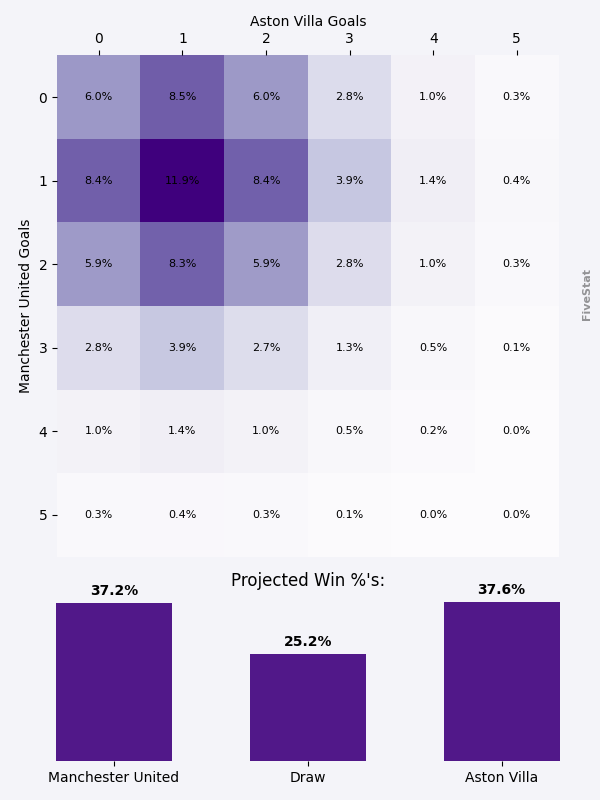 Aston Villa Goals
0 1 2 3 4 5
Manchester United Goals
0 6.0% 8.5% 6.0% 2.8% 1.0% 0.3%
1 8.4% 11.9% 8.4% 3.9% 1.4% 0.4%
2 5.9% 8.3% 5.9% 2.8% 1.0% 0.3%
3 2.8% 3.9% 2.7% 1.3% 0.5% 0.1%
4 1.0% 1.4% 1.0% 0.5% 0.2% 0.0%
5 0.3% 0.4% 0.3% 0.1% 0.0% 0.0%
FiveStat
Projected Win %'s:
37.2% 25.2% 37.6%
Manchester United Draw Aston Villa